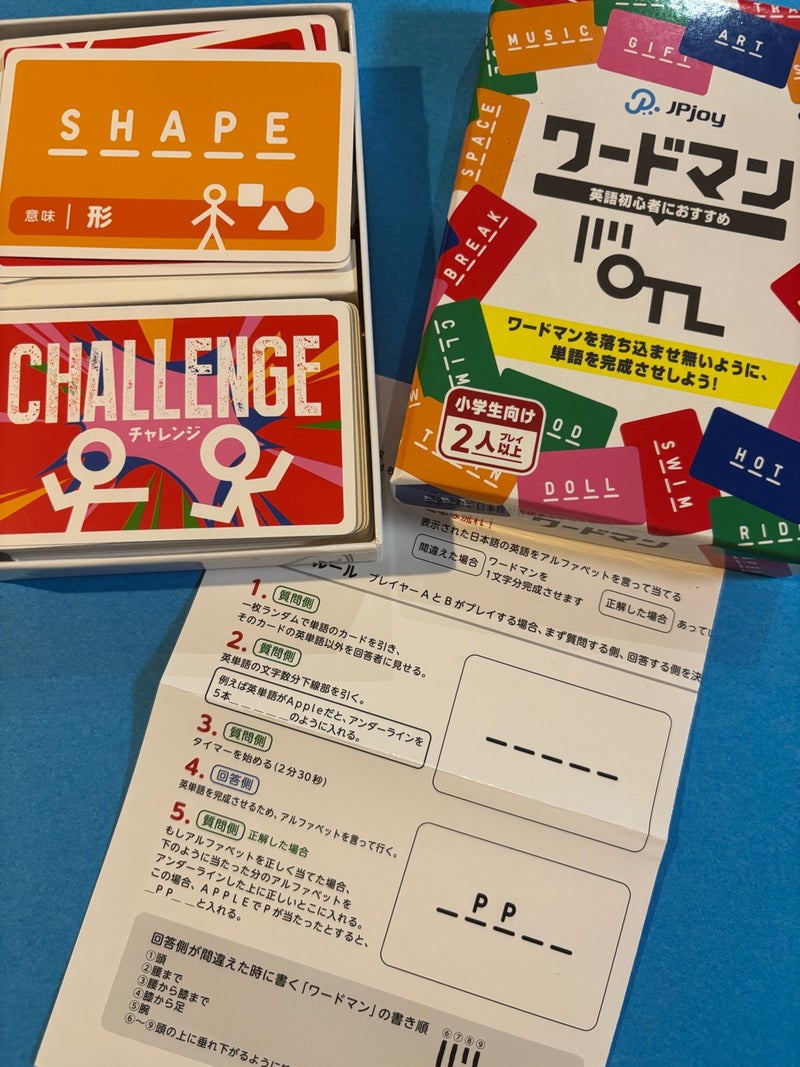 SHAPE
意味 | 形
CHALLENGE
チャレンジ
MUSIC
GIFT
ART
SPACE
JPjoy
ワードマン
英語初心者におすすめ
BREAK
ワードマンを落ち込ませ無いように、
単語を完成させしよう!
小学生向け
2人プレイ以上
DOLL
SWIM
HOT
ワードマン
表示された日本語の英語をアルファベットを言って当てる
間違えた場合
ワードマンを
1文字分完成させます
正解した場合
ルール
プレイヤーAとBがプレイする場合、まず質問する側、回答する側を決
1. 質問側
一枚ランダムで単語のカードを引き、
そのカードの英単語以外を回答者に見せる。
2. 質問側
英単語の文字数分下線部を引く。
例えば英単語がAppleだと、アンダーラインを
5本_ _ _ _ _のように入れる。
3. 質問側
タイマーを始める(2分30秒)
4. 回答側
英単語を完成させるため、アルファベットを言って行く。
5. 質問側 正解した場合
もしアルファベットを正しく当てた場合、
下のように当たった分のアルファベットを
アンダーラインした上に正しいとこに入れる。
この場合、APPLEでPが当たったとすると、
_PP_ _と入れる。
_ _ _ _ _
_ P P _ _
回答側が間違えた時に書く「ワードマン」の書き順
①頭
②腰まで
③腰から膝まで
④膝から足
⑤腕
⑥~⑨頭の上に垂れ下がるように
⑥⑦⑧⑨